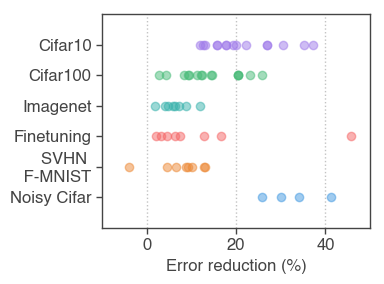 Cifar10
Cifar100
Imagenet
Finetuning
SVHN
F-MNIST
Noisy Cifar
0 20 40
Error reduction (%)